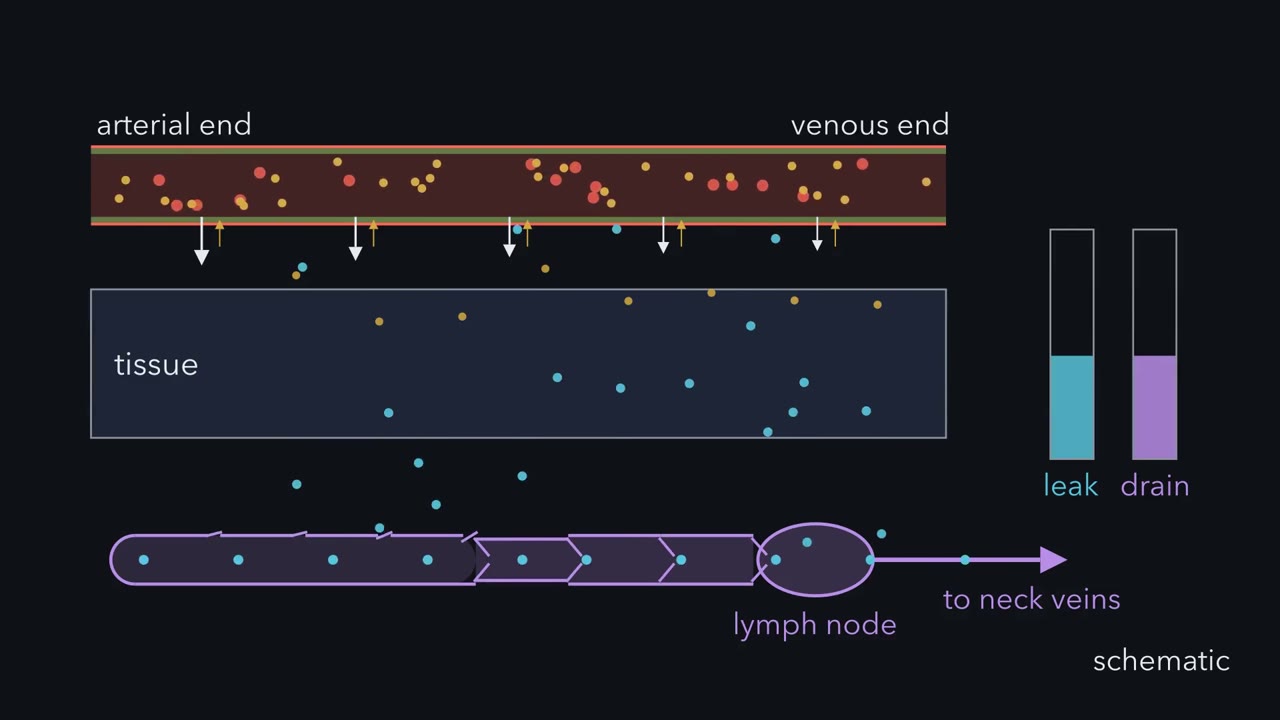 arterial end
venous end
tissue
leak
drain
to neck veins
lymph node
schematic